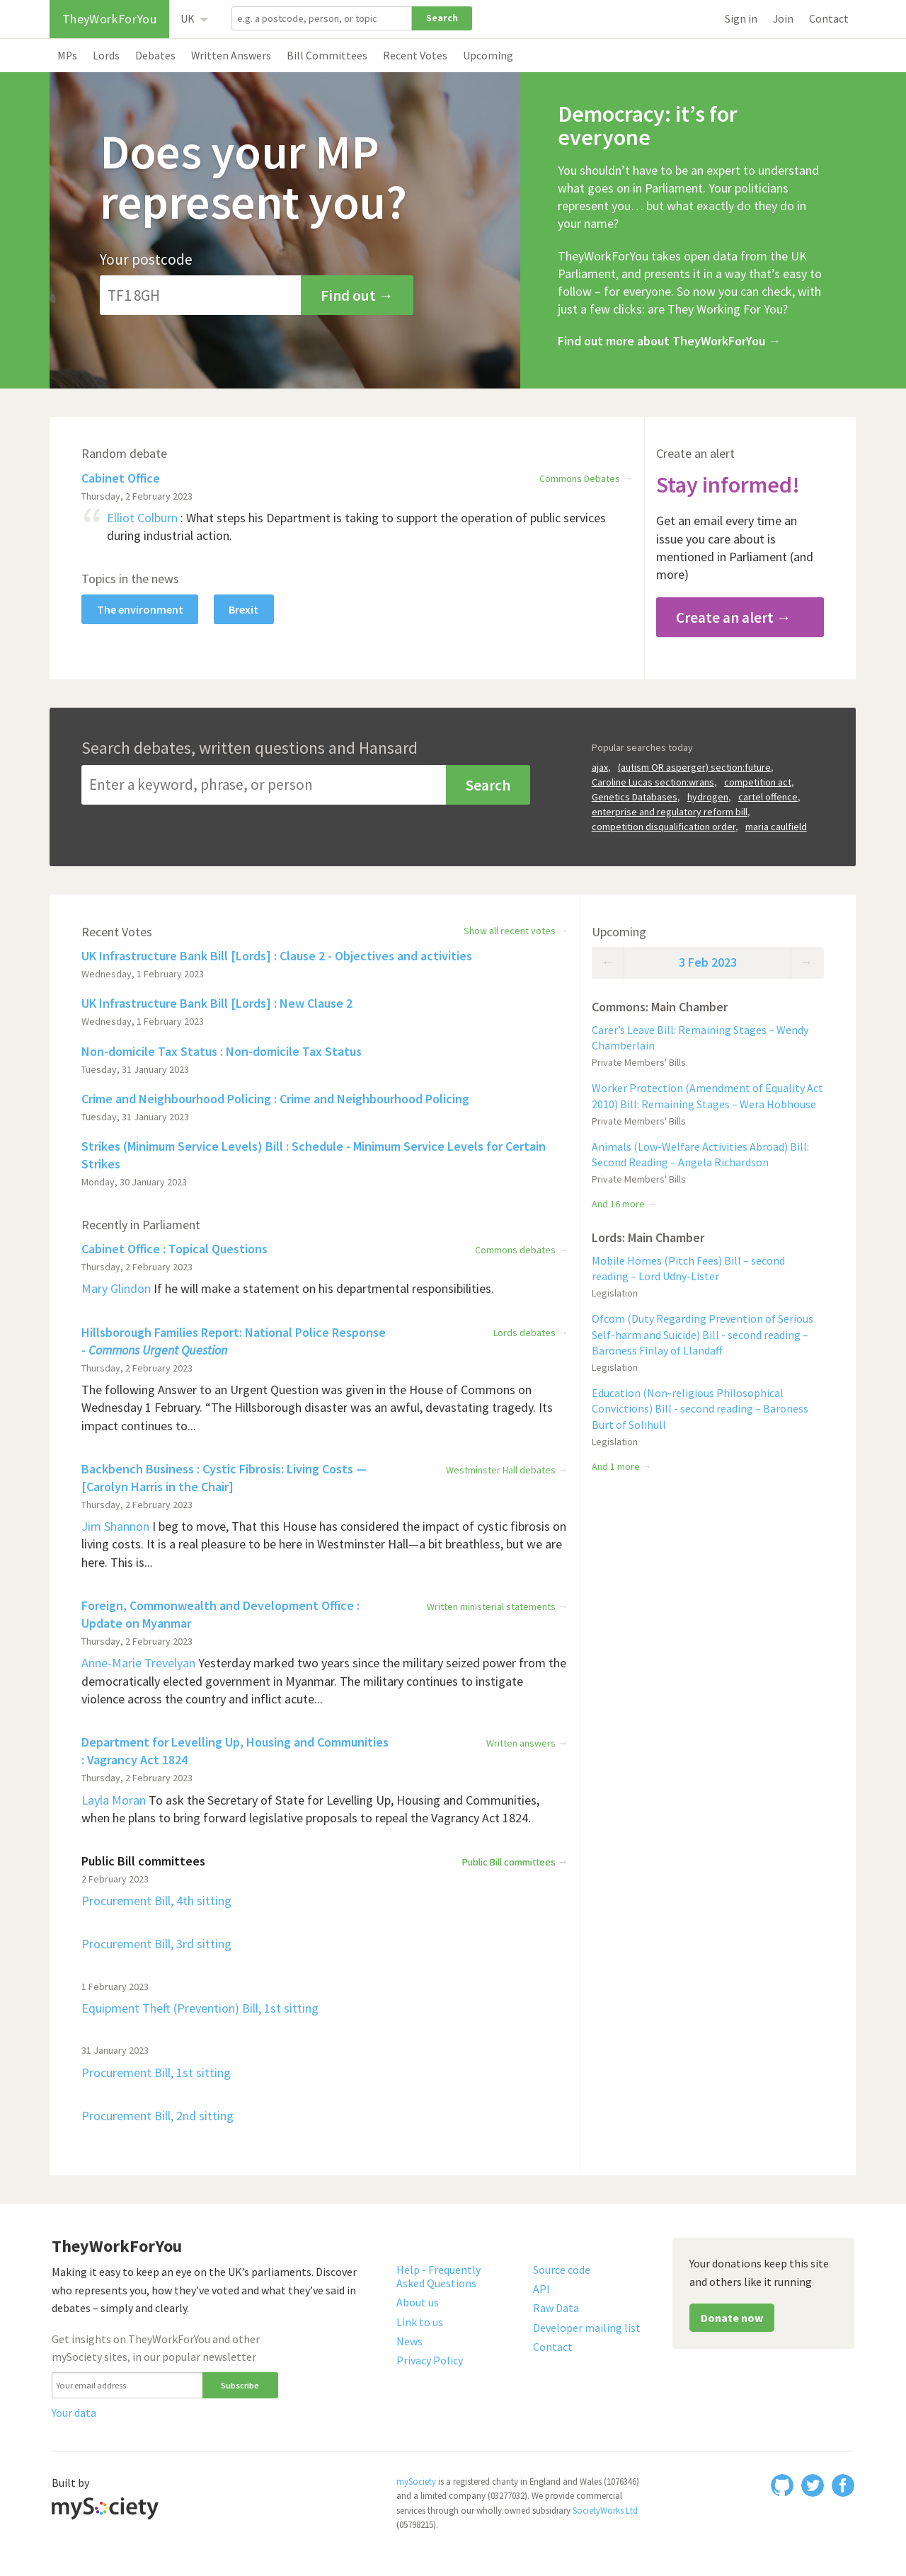 TheyWorkForYou
UK
e.g. a postcode, person, or topic
Search
Sign in
Join
Contact
MPs
Lords
Debates
Written Answers
Bill Committees
Recent Votes
Upcoming
Does your MP
represent you?
Your postcode
TF1 8GH
Find out →
Democracy: it’s for
everyone
You shouldn’t have to be an expert to understand
what goes on in Parliament. Your politicians
represent you… but what exactly do they do in
your name?
TheyWorkForYou takes open data from the UK
Parliament, and presents it in a way that’s easy to
follow – for everyone. So now you can check, with
just a few clicks: are They Working For You?
Find out more about TheyWorkForYou →
Random debate
Cabinet Office
Commons Debates →
Thursday, 2 February 2023
“ Elliot Colburn : What steps his Department is taking to support the operation of public services
during industrial action.
Topics in the news
The environment
Brexit
Create an alert
Stay informed!
Get an email every time an
issue you care about is
mentioned in Parliament (and
more)
Create an alert →
Search debates, written questions and Hansard
Enter a keyword, phrase, or person
Search
Popular searches today
ajax, (autism OR asperger) section:future,
Caroline Lucas section:wrans, competition act,
Genetics Databases, hydrogen, cartel offence,
enterprise and regulatory reform bill,
competition disqualification order, maria caulfield
Recent Votes
Show all recent votes →
UK Infrastructure Bank Bill [Lords] : Clause 2 - Objectives and activities
Wednesday, 1 February 2023
UK Infrastructure Bank Bill [Lords] : New Clause 2
Wednesday, 1 February 2023
Non-domicile Tax Status : Non-domicile Tax Status
Tuesday, 31 January 2023
Crime and Neighbourhood Policing : Crime and Neighbourhood Policing
Tuesday, 31 January 2023
Strikes (Minimum Service Levels) Bill : Schedule - Minimum Service Levels for Certain
Strikes
Monday, 30 January 2023
Recently in Parliament
Cabinet Office : Topical Questions
Commons debates →
Thursday, 2 February 2023
Mary Glindon If he will make a statement on his departmental responsibilities.
Hillsborough Families Report: National Police Response
- Commons Urgent Question
Lords debates →
Thursday, 2 February 2023
The following Answer to an Urgent Question was given in the House of Commons on
Wednesday 1 February. “The Hillsborough disaster was an awful, devastating tragedy. Its
impact continues to...
Backbench Business : Cystic Fibrosis: Living Costs —
[Carolyn Harris in the Chair]
Westminster Hall debates →
Thursday, 2 February 2023
Jim Shannon I beg to move, That this House has considered the impact of cystic fibrosis on
living costs. It is a real pleasure to be here in Westminster Hall—a bit breathless, but we are
here. This is...
Foreign, Commonwealth and Development Office :
Update on Myanmar
Written ministerial statements →
Thursday, 2 February 2023
Anne-Marie Trevelyan Yesterday marked two years since the military seized power from the
democratically elected government in Myanmar. The military continues to instigate
violence across the country and inflict acute...
Department for Levelling Up, Housing and Communities
: Vagrancy Act 1824
Written answers →
Thursday, 2 February 2023
Layla Moran To ask the Secretary of State for Levelling Up, Housing and Communities,
when he plans to bring forward legislative proposals to repeal the Vagrancy Act 1824.
Public Bill committees
Public Bill committees →
2 February 2023
Procurement Bill, 4th sitting
Procurement Bill, 3rd sitting
1 February 2023
Equipment Theft (Prevention) Bill, 1st sitting
31 January 2023
Procurement Bill, 1st sitting
Procurement Bill, 2nd sitting
Upcoming
← 3 Feb 2023 →
Commons: Main Chamber
Carer’s Leave Bill: Remaining Stages – Wendy
Chamberlain
Private Members' Bills
Worker Protection (Amendment of Equality Act
2010) Bill: Remaining Stages – Wera Hobhouse
Private Members' Bills
Animals (Low-Welfare Activities Abroad) Bill:
Second Reading – Angela Richardson
Private Members' Bills
And 16 more →
Lords: Main Chamber
Mobile Homes (Pitch Fees) Bill – second
reading – Lord Udny-Lister
Legislation
Ofcom (Duty Regarding Prevention of Serious
Self-harm and Suicide) Bill - second reading –
Baroness Finlay of Llandaff
Legislation
Education (Non-religious Philosophical
Convictions) Bill - second reading – Baroness
Burt of Solihull
Legislation
And 1 more →
TheyWorkForYou
Making it easy to keep an eye on the UK’s parliaments. Discover
who represents you, how they’ve voted and what they’ve said in
debates – simply and clearly.
Get insights on TheyWorkForYou and other
mySociety sites, in our popular newsletter
Your email address
Subscribe
Your data
Help - Frequently
Asked Questions
About us
Link to us
News
Privacy Policy
Source code
API
Raw Data
Developer mailing list
Contact
Your donations keep this site
and others like it running
Donate now
Built by
mySociety
mySociety is a registered charity in England and Wales (1076346)
and a limited company (03277032). We provide commercial
services through our wholly owned subsidiary SocietyWorks Ltd
(05798215).